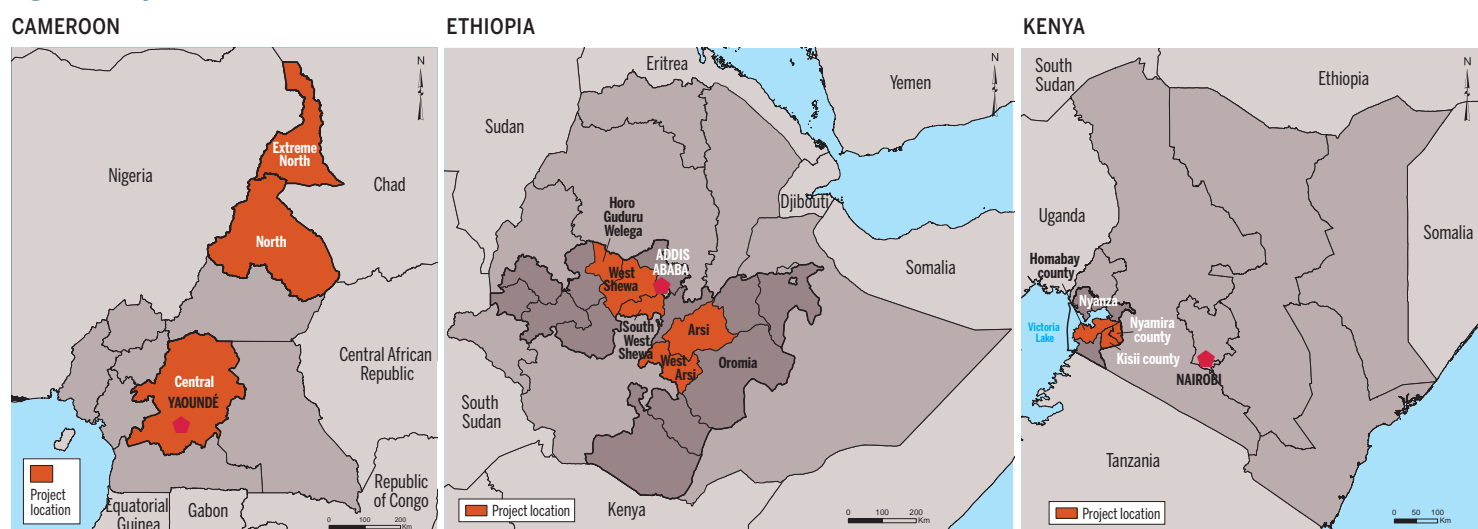 CAMEROON
N
Extreme
North
Nigeria
Chad
North
Central African
Republic
Central
YAOUNDÉ
Project
location
Equatorial
Guinea
Gabon
Republic
of Congo
0 100 200
Km
ETHIOPIA
N
Eritrea
Yemen
Sudan
Djibouti
Horo
Guduru
Welega
ADDIS
ABABA
West
Shewa
Somalia
JSouth
West
Shewa
Arsi
West
Arsi
Oromia
South
Sudan
Project location
Kenya
0 100 200
Km
KENYA
N
South
Sudan
Ethiopia
Uganda
Somalia
Homabay
county
Nyanza
Victoria
Lake
Nyamira
county
Kisii county
NAIROBI
Tanzania
Project location
0 50 100
Km